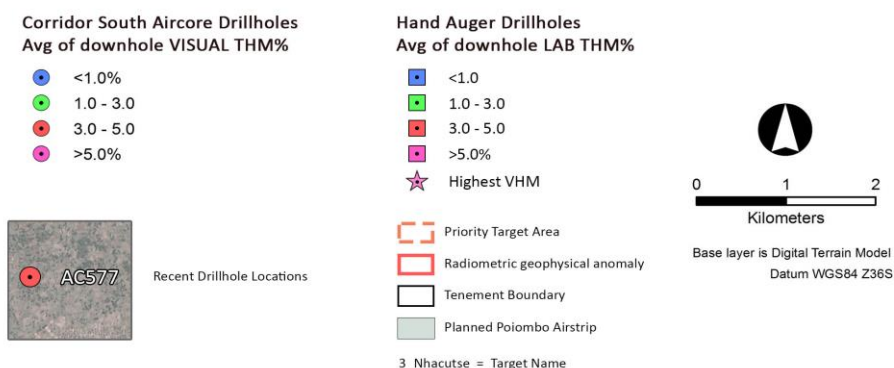 Corridor South Aircore Drillholes
Avg of downhole VISUAL THM%
<1.0%
1.0 - 3.0
3.0 - 5.0
>5.0%
AC577
Recent Drillhole Locations
Hand Auger Drillholes
Avg of downhole LAB THM%
<1.0
1.0 - 3.0
3.0 - 5.0
>5.0%
Highest VHM
Priority Target Area
Radiometric geophysical anomaly
Tenement Boundary
Planned Poiombo Airstrip
3 Nhacutse = Target Name
0 1 2
Kilometers
Base layer is Digital Terrain Model
Datum WGS84 Z36S